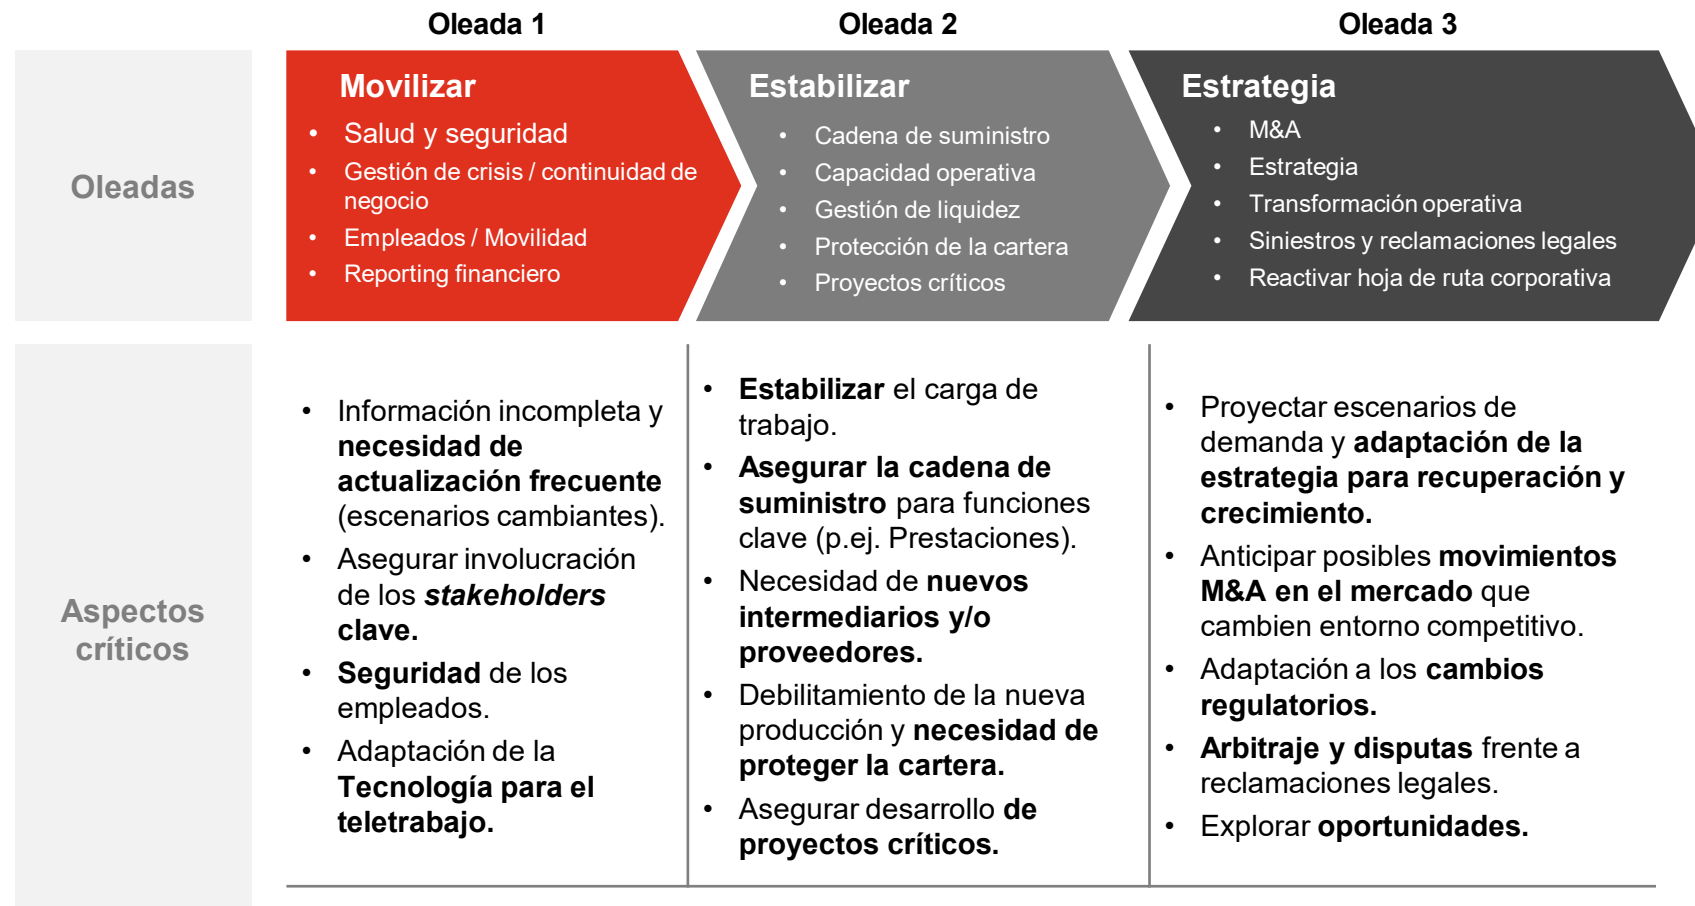 Oleada 1
Oleada 2
Oleada 3
Oleadas
Movilizar
• Salud y seguridad
• Gestión de crisis / continuidad de
negocio
• Empleados / Movilidad
• Reporting financiero
Estabilizar
• Cadena de suministro
• Capacidad operativa
• Gestión de liquidez
• Protección de la cartera
• Proyectos críticos
Estrategia
• M&A
• Estrategia
• Transformación operativa
• Siniestros y reclamaciones legales
• Reactivar hoja de ruta corporativa
Aspectos
críticos
• Información incompleta y
necesidad de
actualización frecuente
(escenarios cambiantes).
• Asegurar involucración
de los stakeholders
clave.
• Seguridad de los
empleados.
• Adaptación de la
Tecnología para el
teletrabajo.
• Estabilizar el carga de
trabajo.
• Asegurar la cadena de
suministro para funciones
clave (p.ej. Prestaciones).
• Necesidad de nuevos
intermediarios y/o
proveedores.
• Debilitamiento de la nueva
producción y necesidad de
proteger la cartera.
• Asegurar desarrollo de
proyectos críticos.
• Proyectar escenarios de
demanda y adaptación de la
estrategia para recuperación y
crecimiento.
• Anticipar posibles movimientos
M&A en el mercado que
cambien entorno competitivo.
• Adaptación a los cambios
regulatorios.
• Arbitraje y disputas frente a
reclamaciones legales.
• Explorar oportunidades.